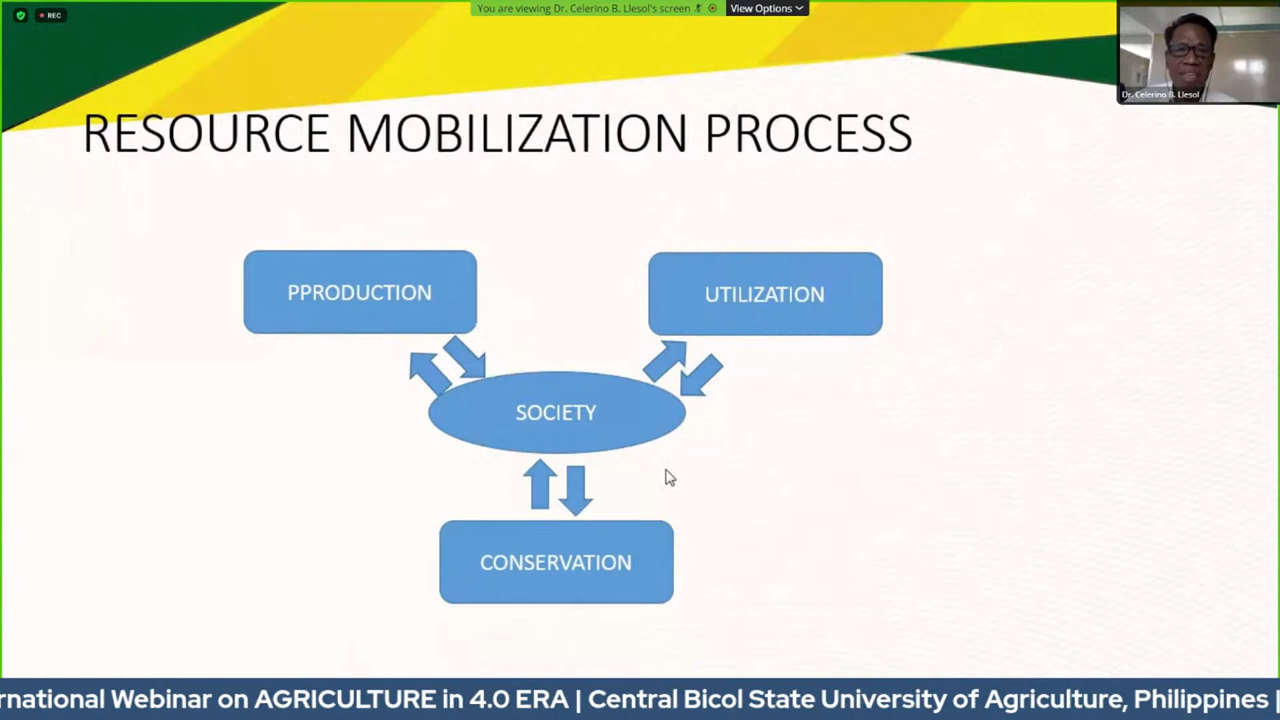 REC
You are viewing Dr. Celerino B. Llesol's screen
View Options
Dr. Celerino B. Llesol
RESOURCE MOBILIZATION PROCESS
PPRODUCTION
UTILIZATION
SOCIETY
CONSERVATION
rnational Webinar on AGRICULTURE in 4.0 ERA | Central Bicol State University of Agriculture, Philippines |